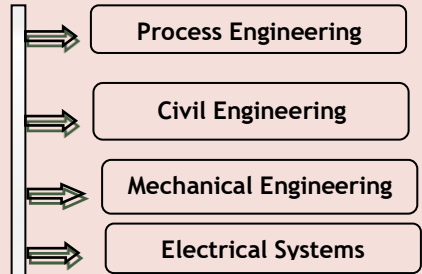 Process Engineering
Civil Engineering
Mechanical Engineering
Electrical Systems